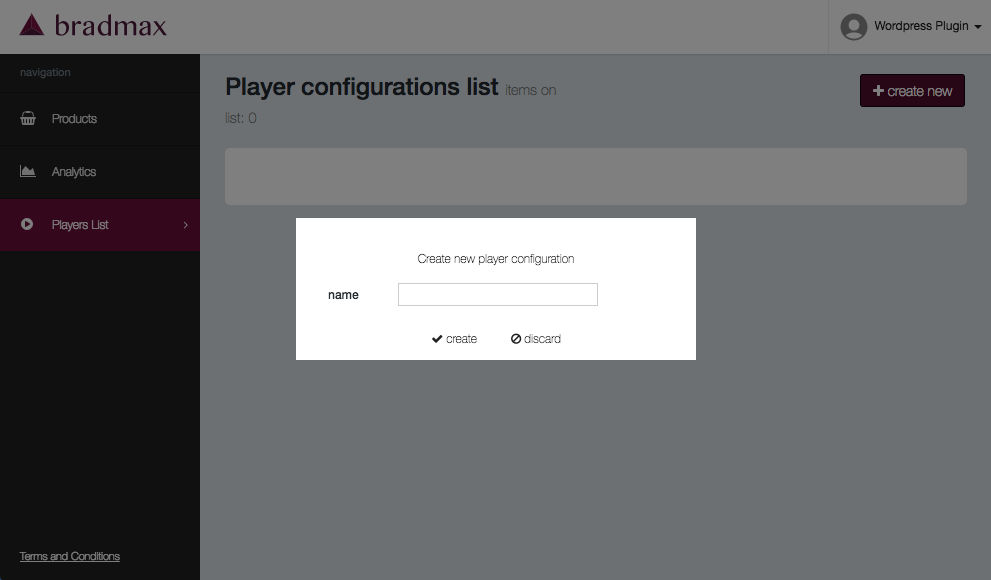 bradmax
Wordpress Plugin
navigation
Products
Analytics
Players List
Terms and Conditions
Player configurations list items on
list: 0
create new
Create new player configuration
name
create discard